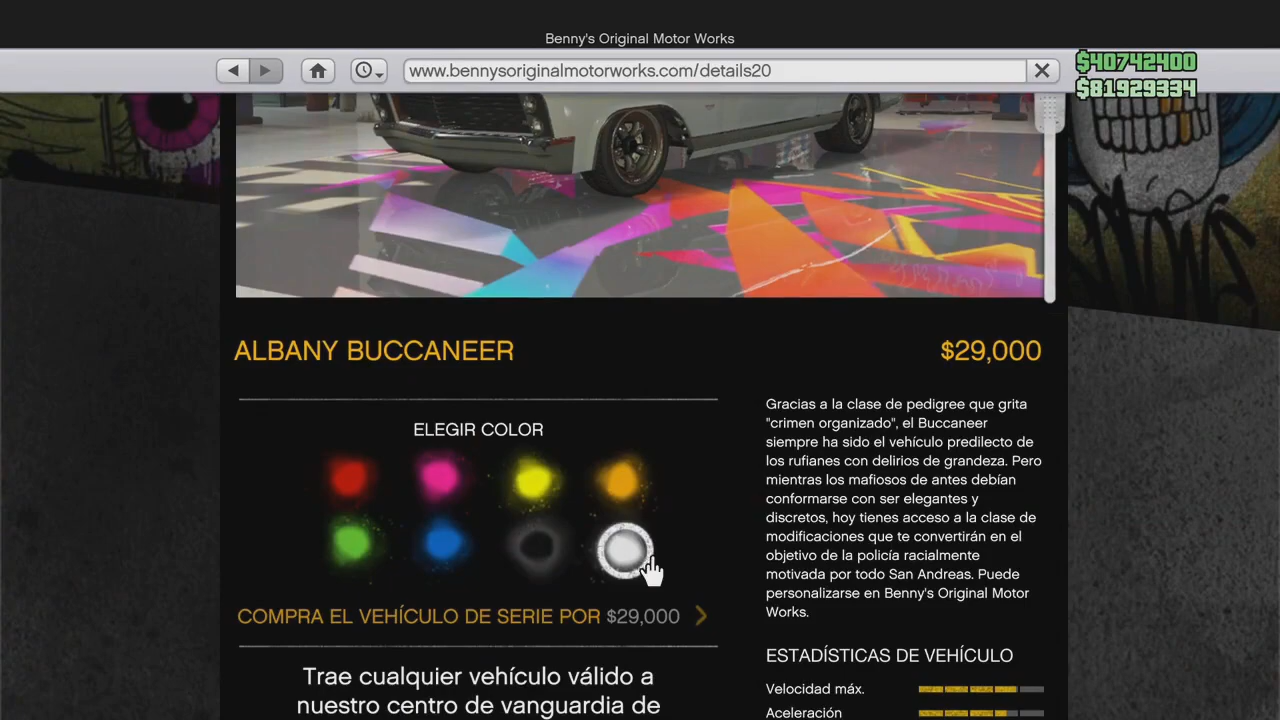 Benny's Original Motor Works
www.bennysoriginalmotorworks.com/details20
$40742400
$81929334
ALBANY BUCCANEER
$29,000
ELEGIR COLOR
COMPRA EL VEHÍCULO DE SERIE POR $29,000
Trae cualquier vehículo válido a
nuestro centro de vanguardia de
Gracias a la clase de pedigree que grita
"crimen organizado", el Buccaneer
siempre ha sido el vehículo predilecto de
los rufianes con delirios de grandeza. Pero
mientras los mafiosos de antes debían
conformarse con ser elegantes y
discretos, hoy tienes acceso a la clase de
modificaciones que te convertirán en el
objetivo de la policía racialmente
motivada por todo San Andreas. Puede
personalizarse en Benny's Original Motor
Works.
ESTADÍSTICAS DE VEHÍCULO
Velocidad máx.
Aceleración